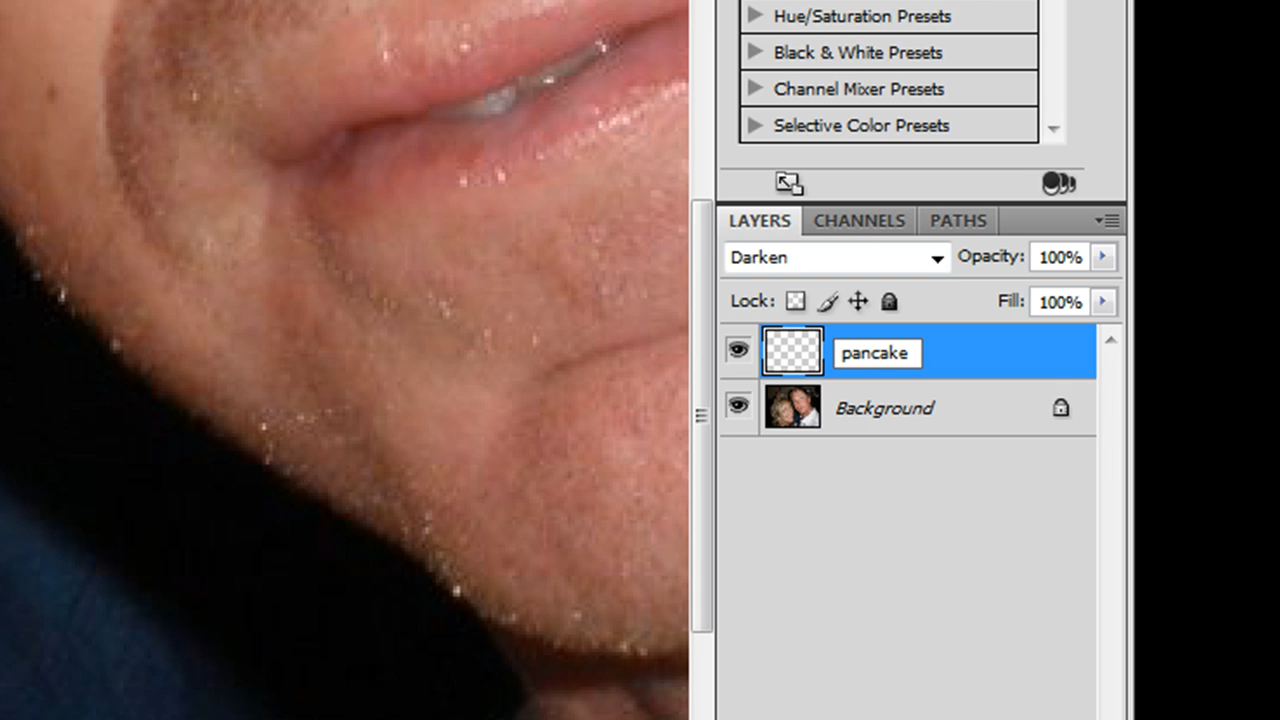 Hue/Saturation Presets
Black & White Presets
Channel Mixer Presets
Selective Color Presets
LAYERS CHANNELS PATHS
Darken Opacity: 100%
Lock: Fill: 100%
pancake
Background